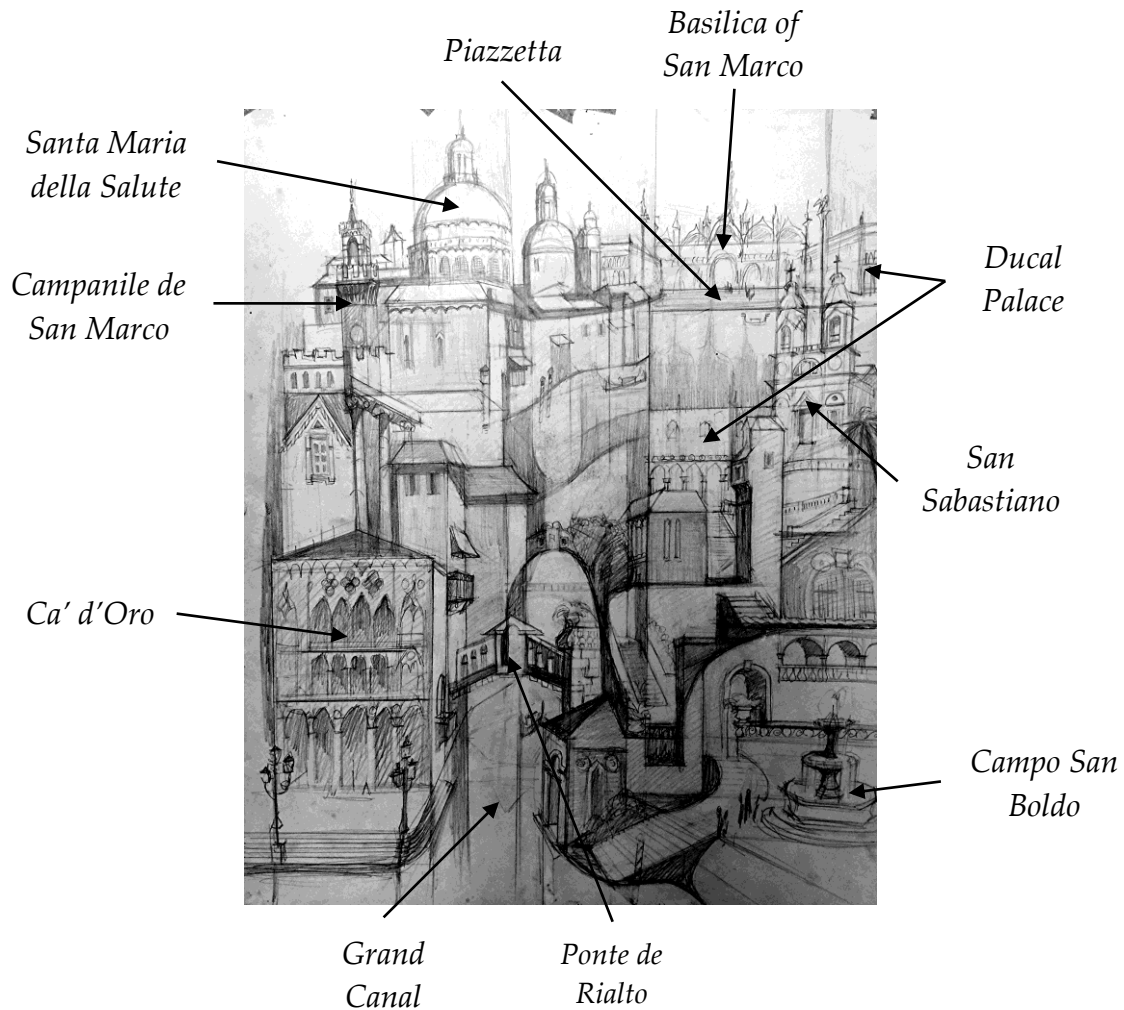 Piazzetta
Basilica of
San Marco
Santa Maria
della Salute
Campanile de
San Marco
Ducal
Palace
San
Sabastiano
Ca' d'Oro
Campo San
Boldo
Grand
Canal
Ponte de
Rialto